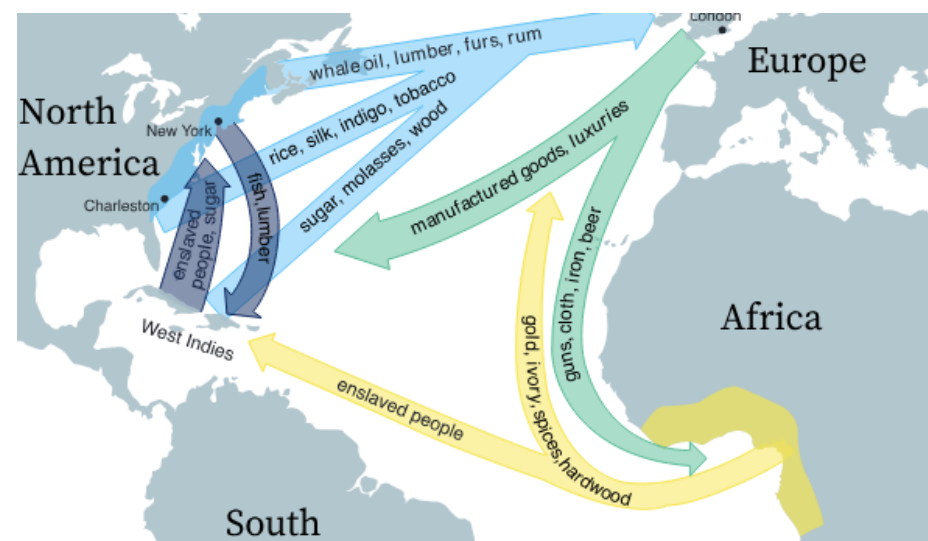 London
whale oil, lumber, furs, rum
Europe
North
America
New York
rice, silk, indigo, tobacco
sugar, molasses, wood
manufactured goods, luxuries
Charleston
fish,lumber
enslaved
people, sugar
guns, cloth, iron, beer
Africa
West Indies
gold, ivory, spices,hardwood
enslaved people
South